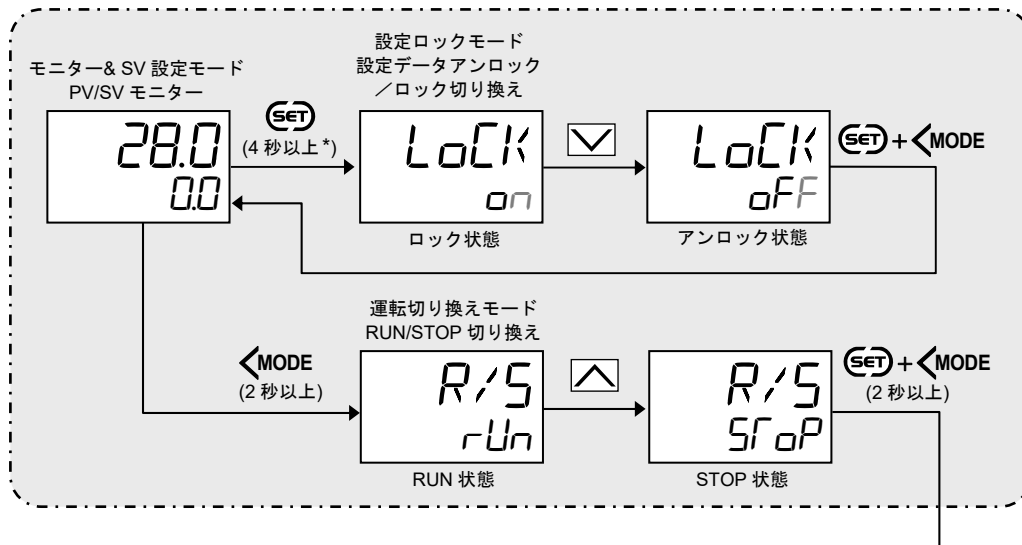 設定ロックモード
設定データアンロック
／ロック切り換え
モニター& SV 設定モード
PV/SV モニター
28.0
0.0
SET
(4 秒以上*)
LoCK
on
LoCK
oFF
SET + <MODE
ロック状態
アンロック状態
運転切り換えモード
RUN/STOP 切り換え
<MODE
(2 秒以上)
R/S
rUn
R/S
SToP
SET + <MODE
(2 秒以上)
RUN 状態
STOP 状態